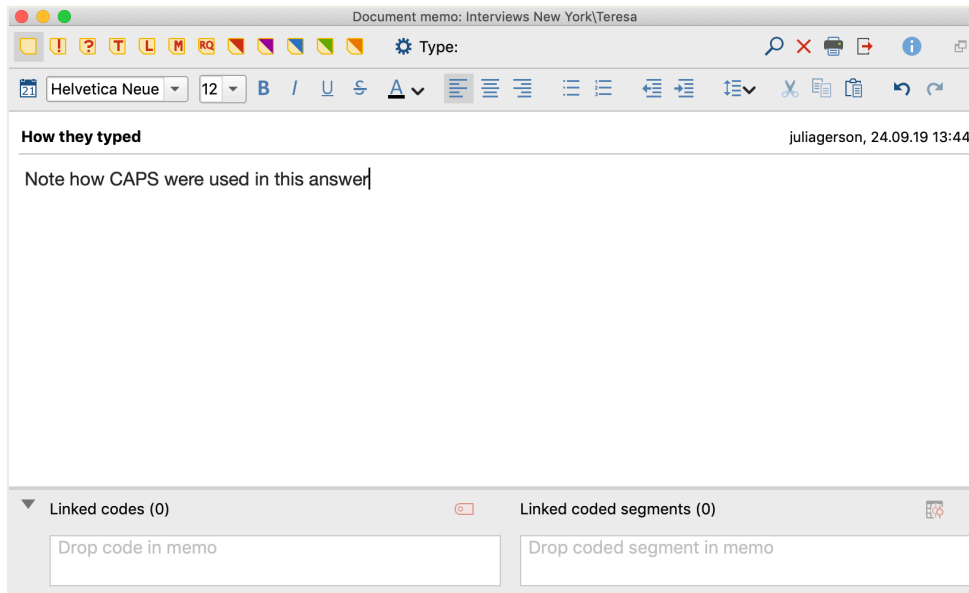 Document memo: Interviews New York\Teresa
! ? T L M RQ Type:
21 Helvetica Neue 12 B I U S A
How they typed juliagerson, 24.09.19 13:44
Note how CAPS were used in this answer
Linked codes (0) Linked coded segments (0)
Drop code in memo Drop coded segment in memo